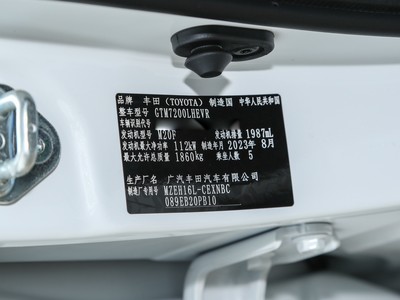 品牌 丰田(TOYOTA) 制造国 中华人民共和国
整车型号 GTM7200LHEVR
车辆识别代号
发动机型号 M20F 发动机排量 1987mL
发动机最大净功率 112kW 制造年月 2023年 8月
最大允许总质量 1860kg 乘坐人数 5
生产厂名 广汽丰田汽车有限公司
制造厂专用号 MZEH16L-CEXNBC
089EB20PB10